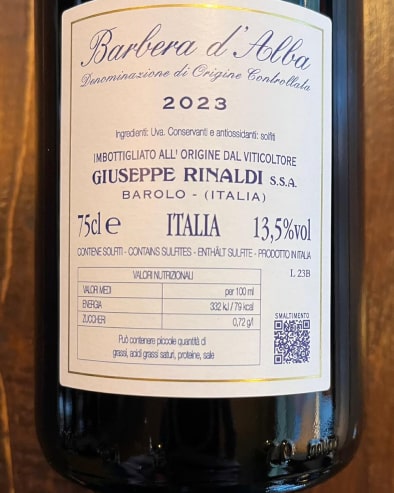 Barbera d'Alba
Denominazione di Origine Controllata
2023
Ingredienti: Uva. Conservanti e antiossidanti: solfiti
IMBOTTIGLIATO ALL' ORIGINE DAL VITICOLTORE
GIUSEPPE RINALDI S.S.A.
BAROLO - (ITALIA)
75cl e ITALIA 13,5%vol
CONTIENE SOLFITI - CONTAINS SULFITES - ENTHÄLT SULFITE - PRODOTTO IN ITALIA
L 23B
VALORI NUTRIZIONALI
VALORI MEDI per 100 ml
ENERGIA 332 kJ / 79 kcal
ZUCCHERI 0,72 g/l
Può contenere piccole quantità di
grassi, acidi grassi saturi, proteine, sale
SMALTIMENTO